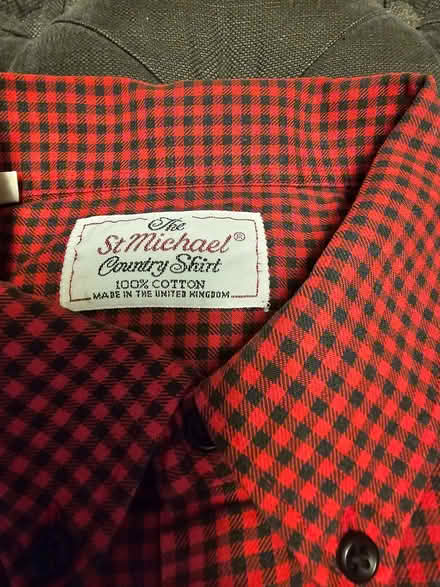 The
St Michael®
Country Shirt
100% COTTON
MADE IN THE UNITED KINGDOM